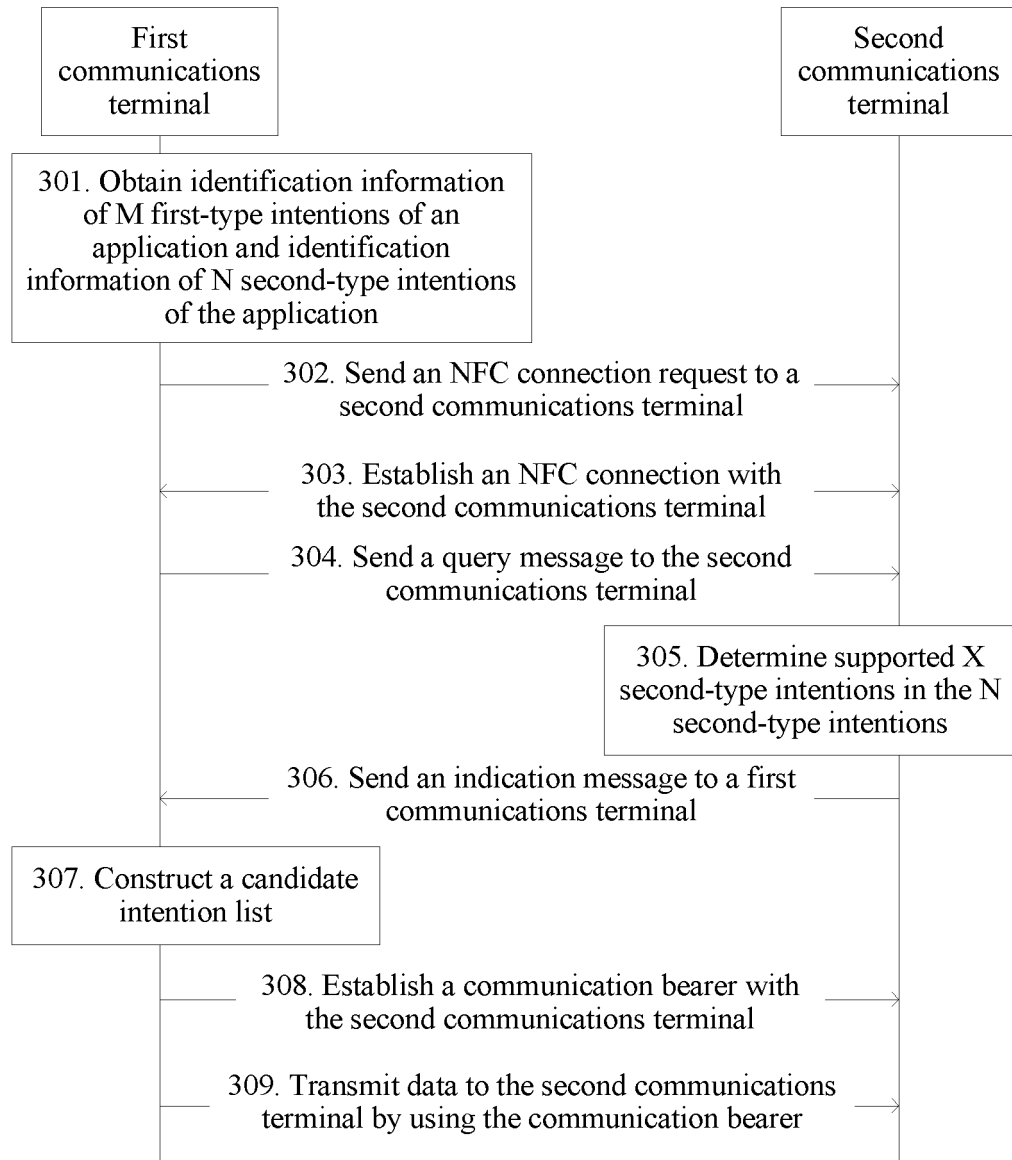 First
communications
terminal
Second
communications
terminal
301. Obtain identification information
of M first-type intentions of an
application and identification
information of N second-type intentions
of the application
302. Send an NFC connection request to a
second communications terminal
303. Establish an NFC connection with
the second communications terminal
304. Send a query message to the second
communications terminal
305. Determine supported X
second-type intentions in the N
second-type intentions
306. Send an indication message to a first
communications terminal
307. Construct a candidate
intention list
308. Establish a communication bearer with
the second communications terminal
309. Transmit data to the second communications
terminal by using the communication bearer